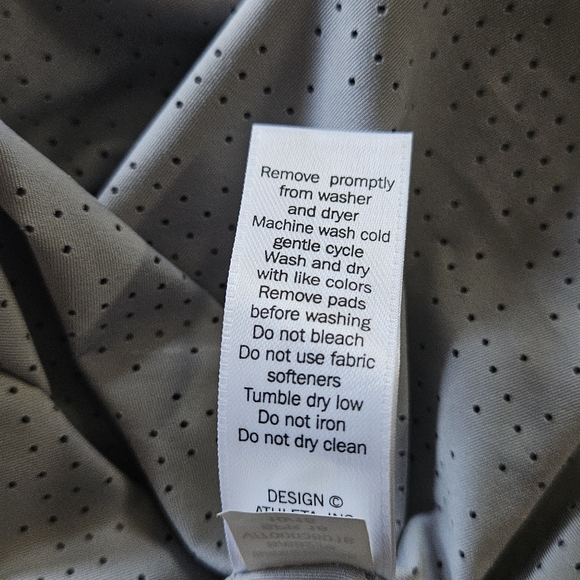 Remove promptly
from washer
and dryer
Machine wash cold
gentle cycle
Wash and dry
with like colors
Remove pads
before washing
Do not bleach
Do not use fabric
softeners
Tumble dry low
Do not iron
Do not dry clean
DESIGN ©
ATHLETA INC